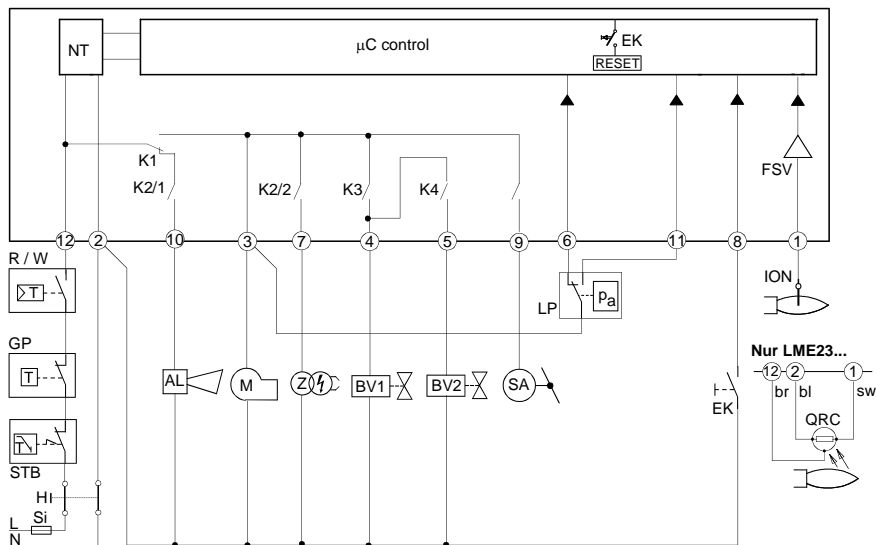 NT
μC control
EK
RESET
FSV
K1
K2/1
K2/2
K3
K4
12
2
10
3
7
4
5
9
6
11
8
1
R / W
T
LP
Pa
ION
GP
T
Nur LME23...
12
2
1
br
bl
sw
AL
M
Z
BV1
BV2
SA
EK
QRC
T
STB
H
L
Si
N